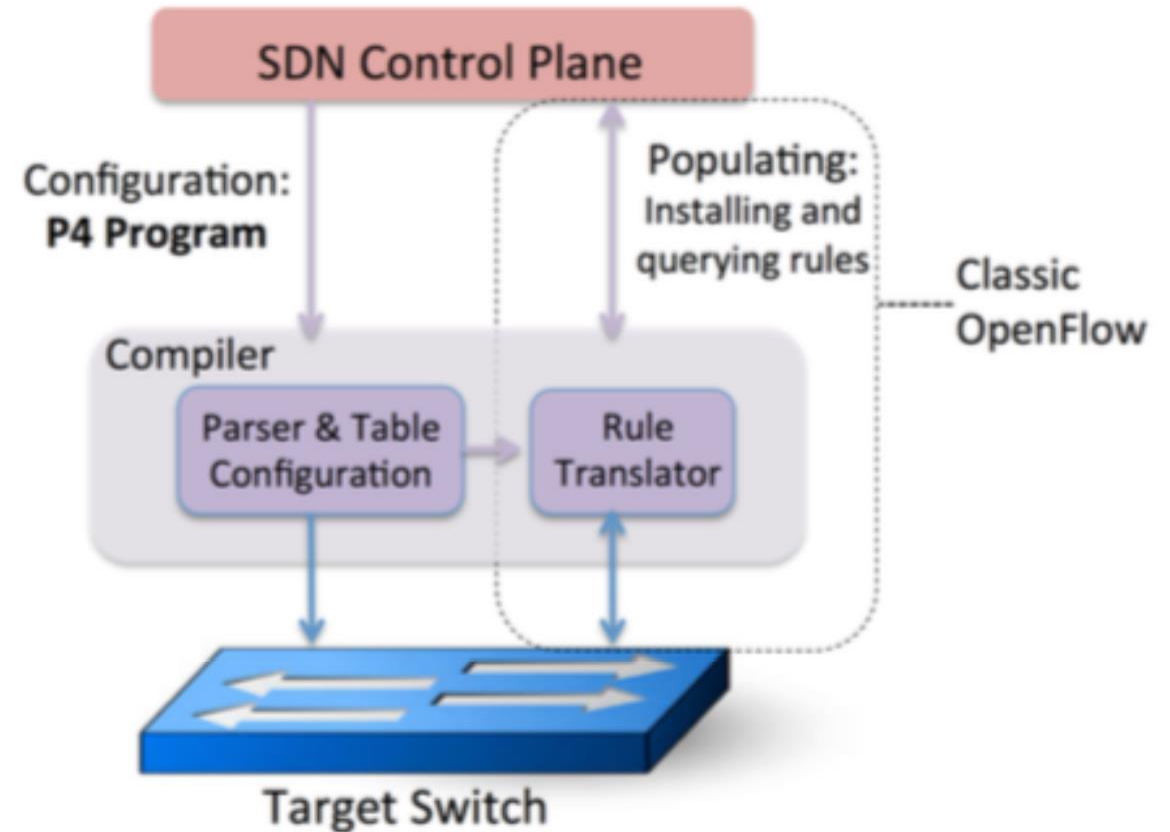 SDN Control Plane
Configuration:
P4 Program
Populating:
Installing and
querying rules
Classic
OpenFlow
Compiler
Parser & Table
Configuration
Rule
Translator
Target Switch